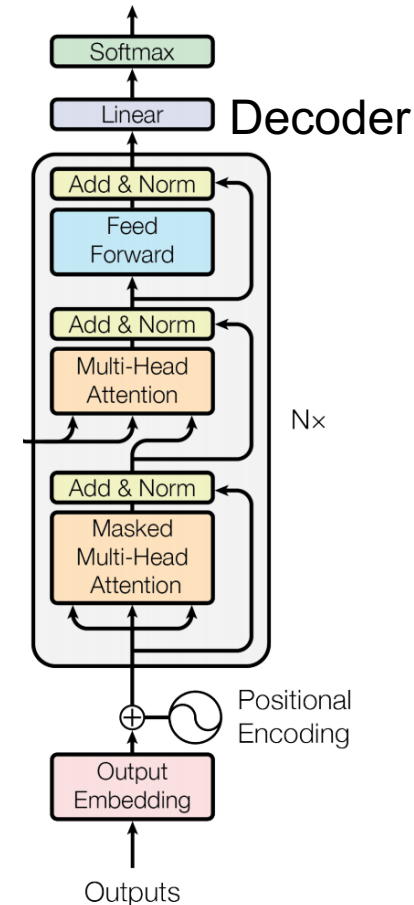 Softmax
Linear
Decoder
Add & Norm
Feed
Forward
Add & Norm
Multi-Head
Attention
N×
Add & Norm
Masked
Multi-Head
Attention
Positional
Encoding
Output
Embedding
Outputs